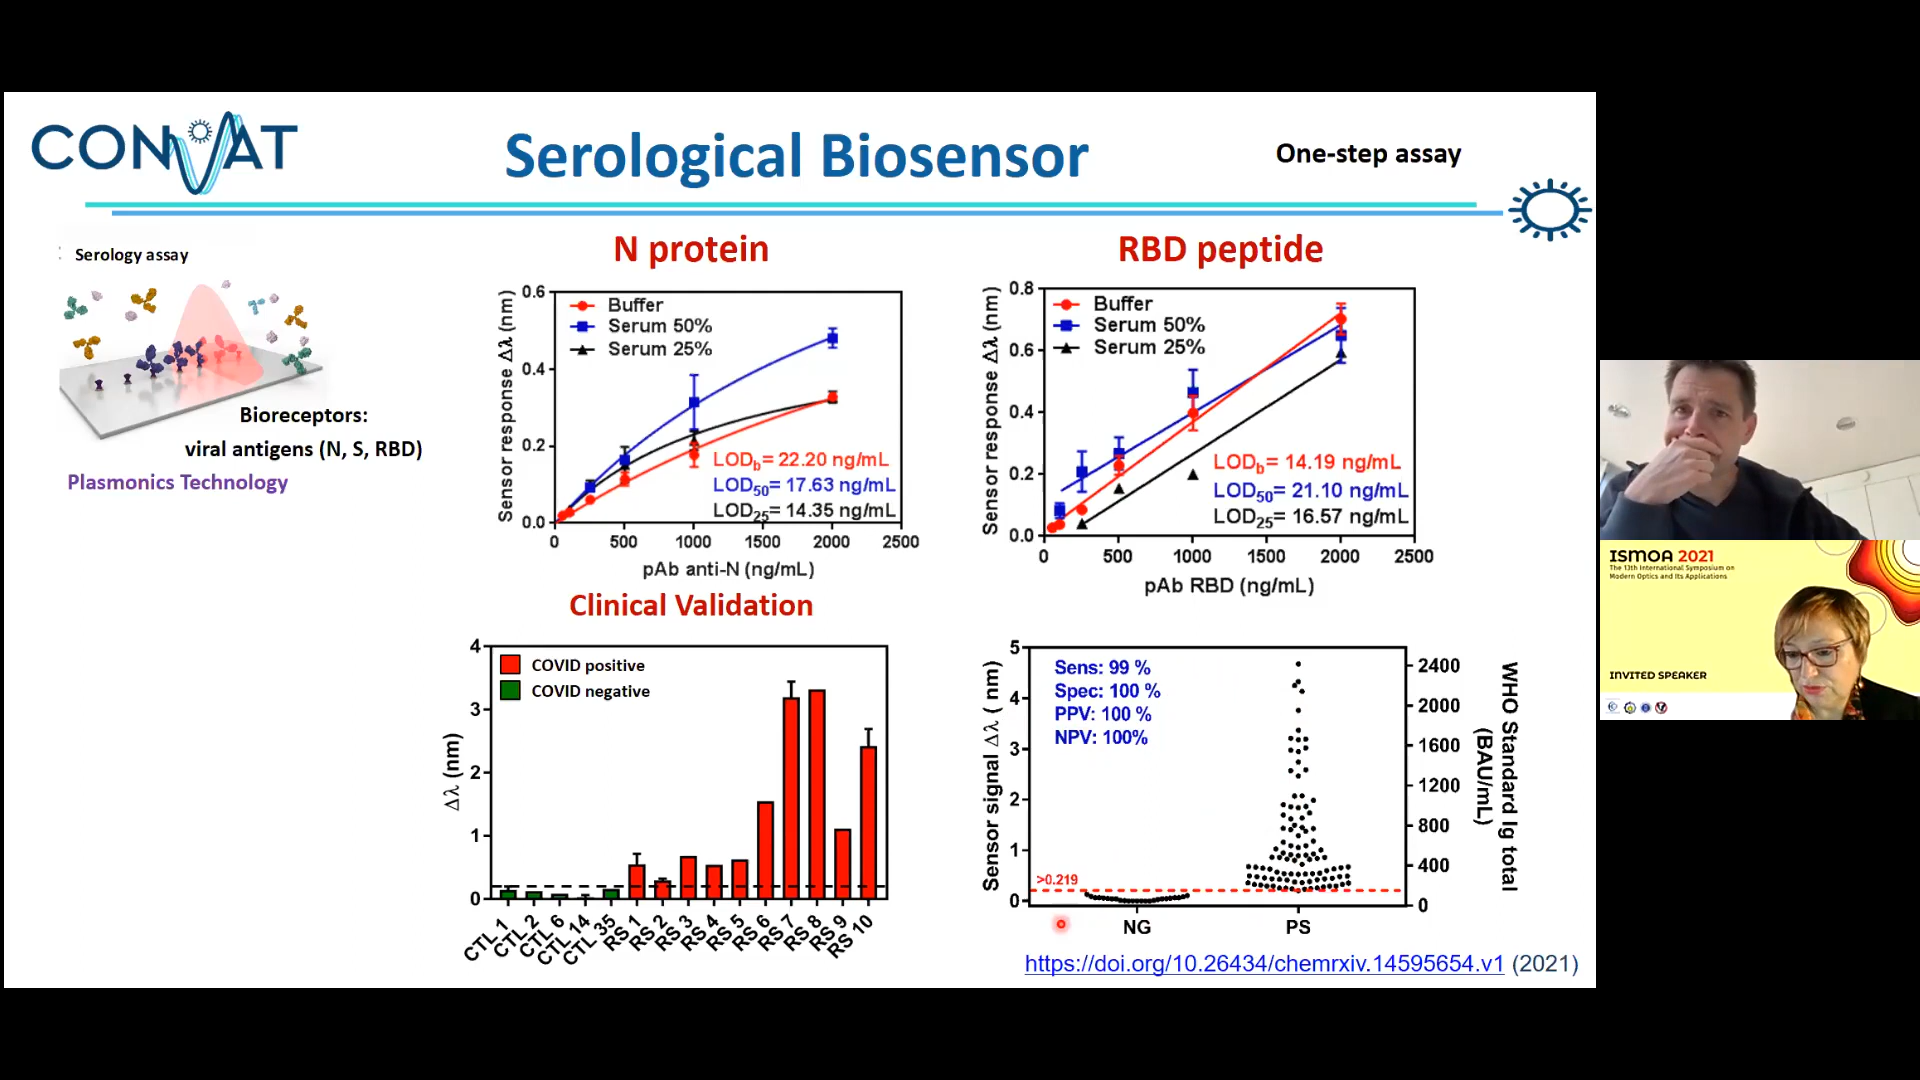 CONVAT
Serological Biosensor
One-step assay
Serology assay
Bioreceptors:
viral antigens (N, S, RBD)
Plasmonics Technology
N protein
Sensor response Δλ (nm)
0.6
0.4
0.2
0.0
Buffer
Serum 50%
Serum 25%
LODb= 22.20 ng/mL
LOD50= 17.63 ng/mL
LOD25= 14.35 ng/mL
0 500 1000 1500 2000 2500
pAb anti-N (ng/mL)
RBD peptide
Sensor response Δλ (nm)
0.8
0.6
0.4
0.2
0.0
Buffer
Serum 50%
Serum 25%
LODb= 14.19 ng/mL
LOD50= 21.10 ng/mL
LOD25= 16.57 ng/mL
0 500 1000 1500 2000 2500
pAb RBD (ng/mL)
Clinical Validation
Δλ (nm)
4
3
2
1
0
COVID positive
COVID negative
CTL 1 CTL 2 CTL 6 CTL 14 CTL 35 RS 1 RS 2 RS 3 RS 4 RS 5 RS 6 RS 7 RS 8 RS 9 RS 10
Sensor signal Δλ ( nm)
5
4
3
2
1
0
Sens: 99 %
Spec: 100 %
PPV: 100 %
NPV: 100%
>0.219
NG PS
2400
2000
1600
1200
800
400
0
WHO Standard Ig total
(BAU/mL)
https://doi.org/10.26434/chemrxiv.14595654.v1 (2021)
ISMOA 2021
The 13th International Symposium on
Modern Optics and Its Applications
INVITED SPEAKER